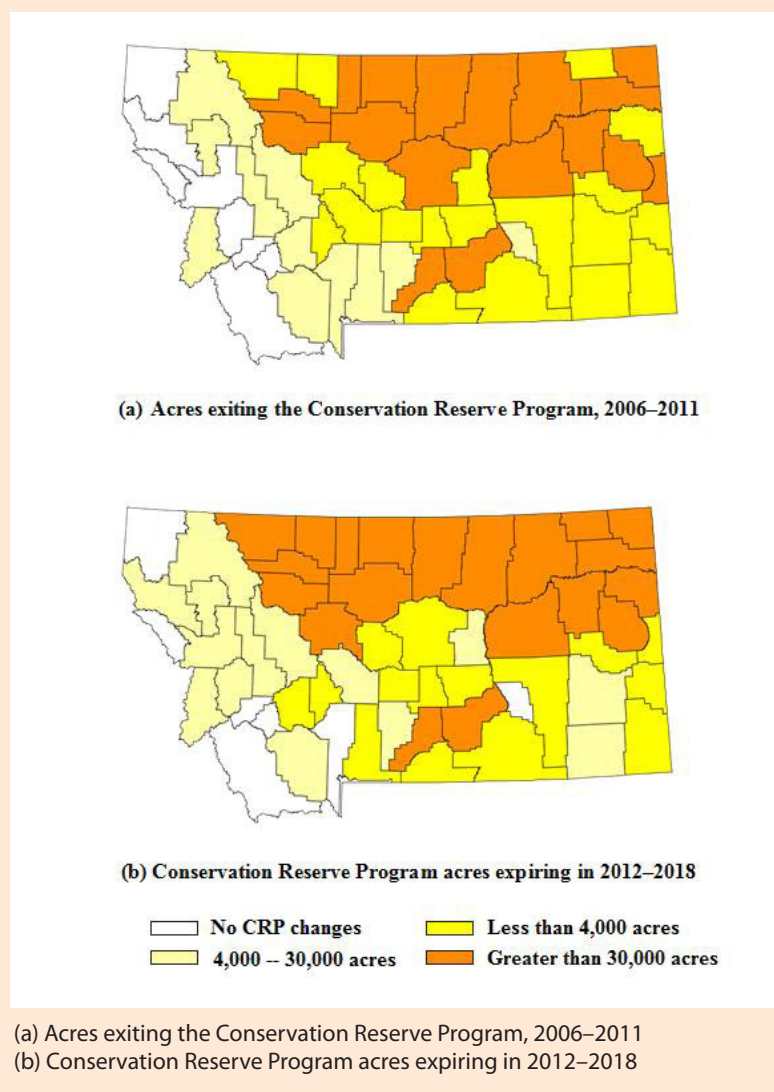 (a) Acres exiting the Conservation Reserve Program, 2006–2011
(b) Conservation Reserve Program acres expiring in 2012–2018
No CRP changes
Less than 4,000 acres
4,000 -- 30,000 acres
Greater than 30,000 acres
(a) Acres exiting the Conservation Reserve Program, 2006–2011
(b) Conservation Reserve Program acres expiring in 2012–2018